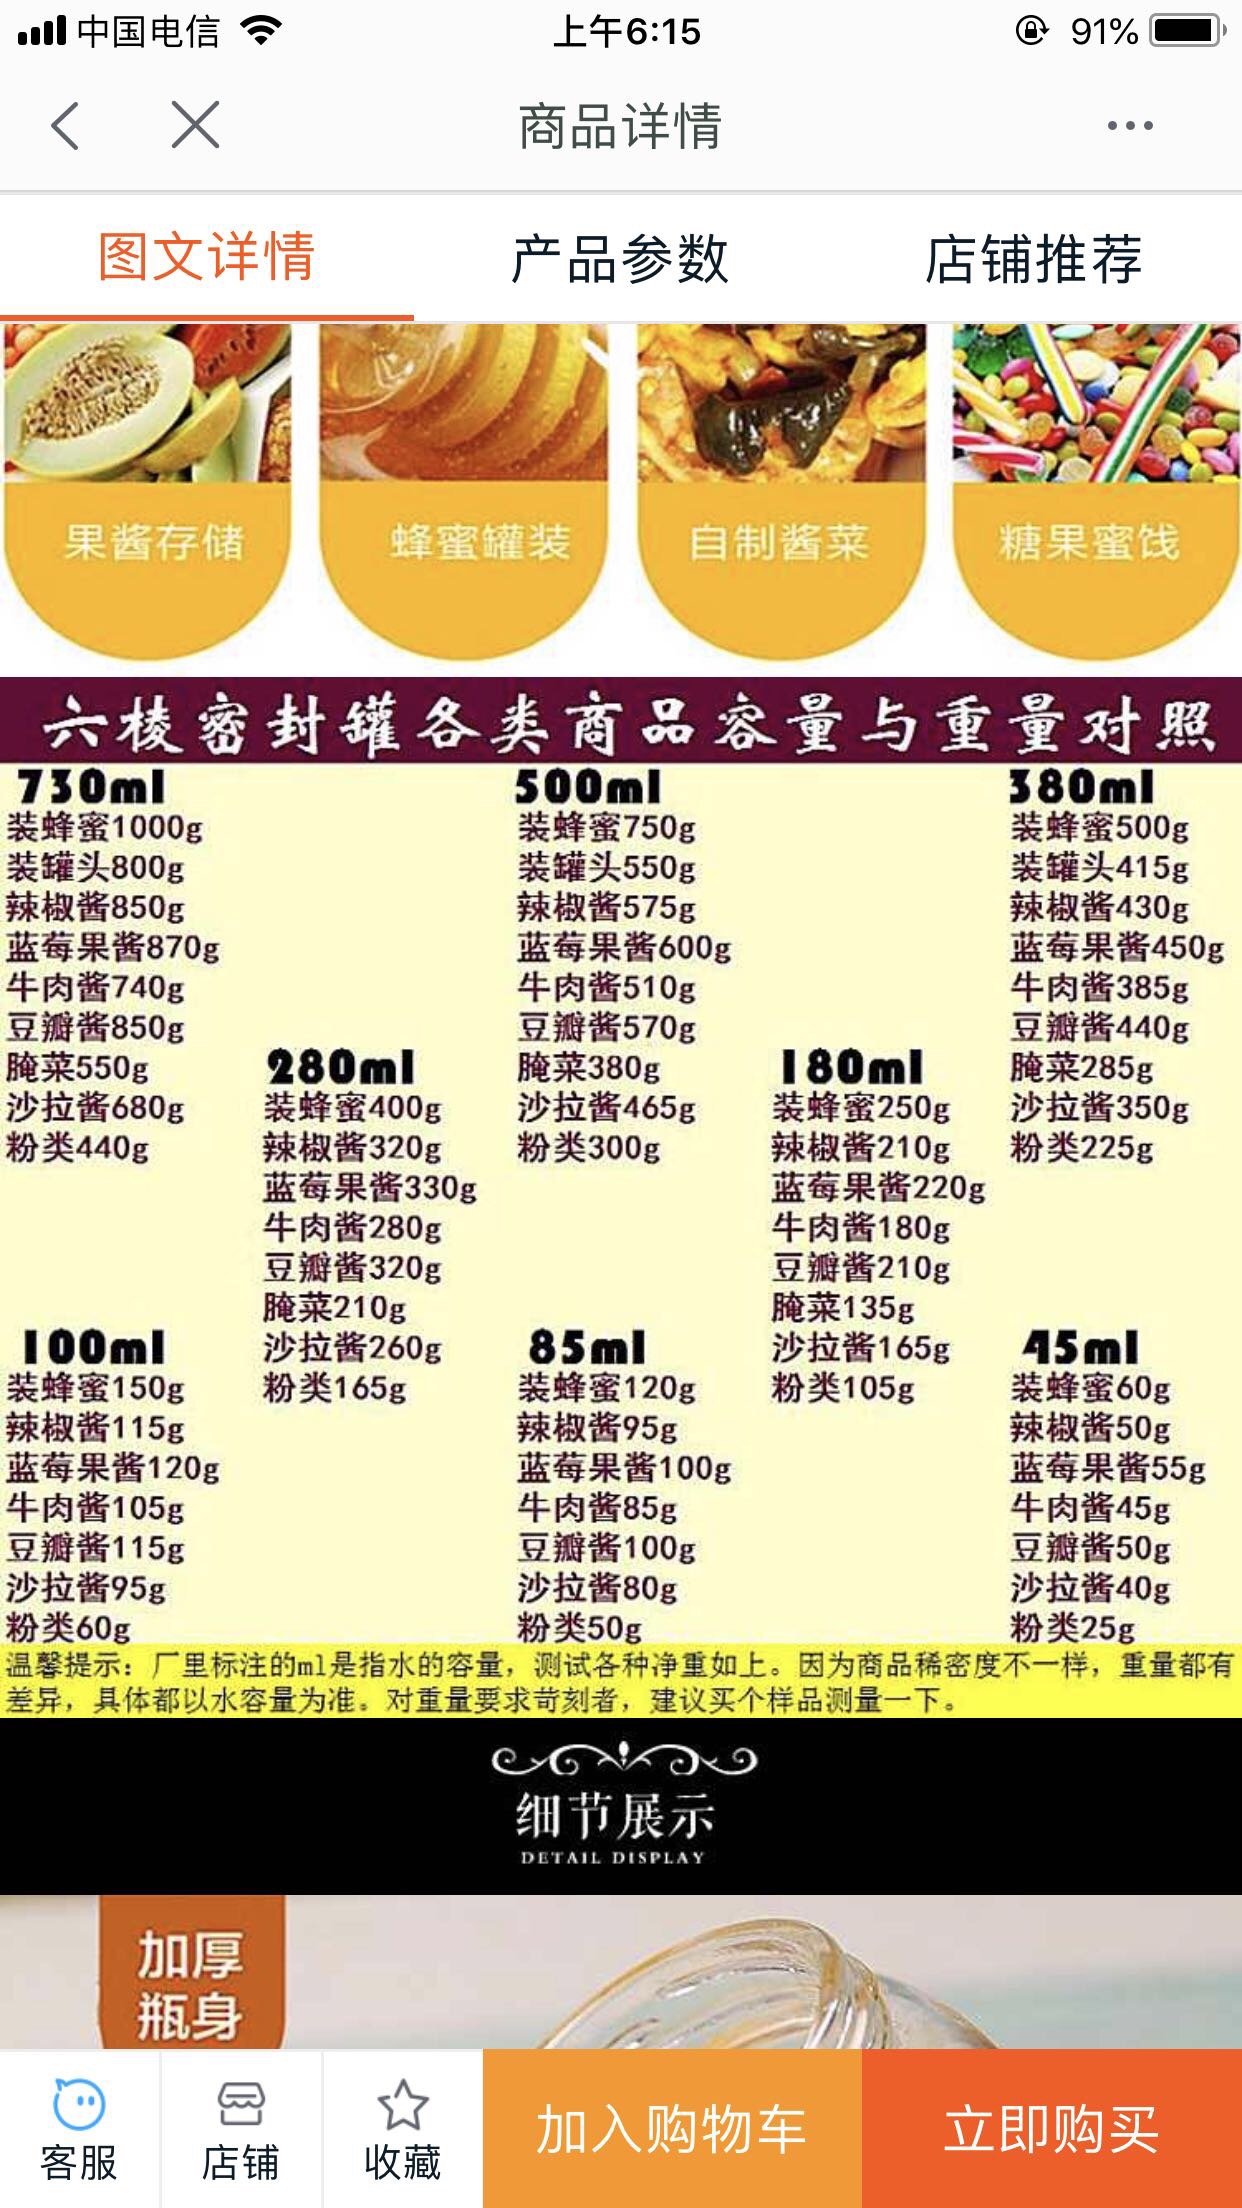 中国电信
上午6:15
91%
商品详情
图文详情
产品参数
店铺推荐
果酱存储
蜂蜜罐装
自制酱菜
糖果蜜饯
六棱密封罐各类商品容量与重量对照
730ml
装蜂蜜1000g
装罐头800g
辣椒酱850g
蓝莓果酱870g
牛肉酱740g
豆瓣酱850g
腌菜550g
沙拉酱680g
粉类440g
500ml
装蜂蜜750g
装罐头550g
辣椒酱575g
蓝莓果酱600g
牛肉酱510g
豆瓣酱570g
腌菜380g
沙拉酱465g
粉类300g
380ml
装蜂蜜500g
装罐头415g
辣椒酱430g
蓝莓果酱450g
牛肉酱385g
豆瓣酱440g
腌菜285g
沙拉酱350g
粉类225g
280ml
装蜂蜜400g
辣椒酱320g
蓝莓果酱330g
牛肉酱280g
豆瓣酱320g
腌菜210g
沙拉酱260g
粉类165g
180ml
装蜂蜜250g
辣椒酱210g
蓝莓果酱220g
牛肉酱180g
豆瓣酱210g
腌菜135g
沙拉酱165g
粉类105g
100ml
装蜂蜜150g
辣椒酱115g
蓝莓果酱120g
牛肉酱105g
豆瓣酱115g
沙拉酱95g
粉类60g
85ml
装蜂蜜120g
辣椒酱95g
蓝莓果酱100g
牛肉酱85g
豆瓣酱100g
沙拉酱80g
粉类50g
45ml
装蜂蜜60g
辣椒酱50g
蓝莓果酱55g
牛肉酱45g
豆瓣酱50g
沙拉酱40g
粉类25g
温馨提示：厂里标注的ml是指水的容量，测试各种净重如上。因为商品稀密度不一样，重量都有
差异，具体都以水容量为准。对重量要求苛刻者，建议买个样品测量一下。
细节展示
DETAIL DISPLAY
加厚
瓶身
客服
店铺
收藏
加入购物车
立即购买